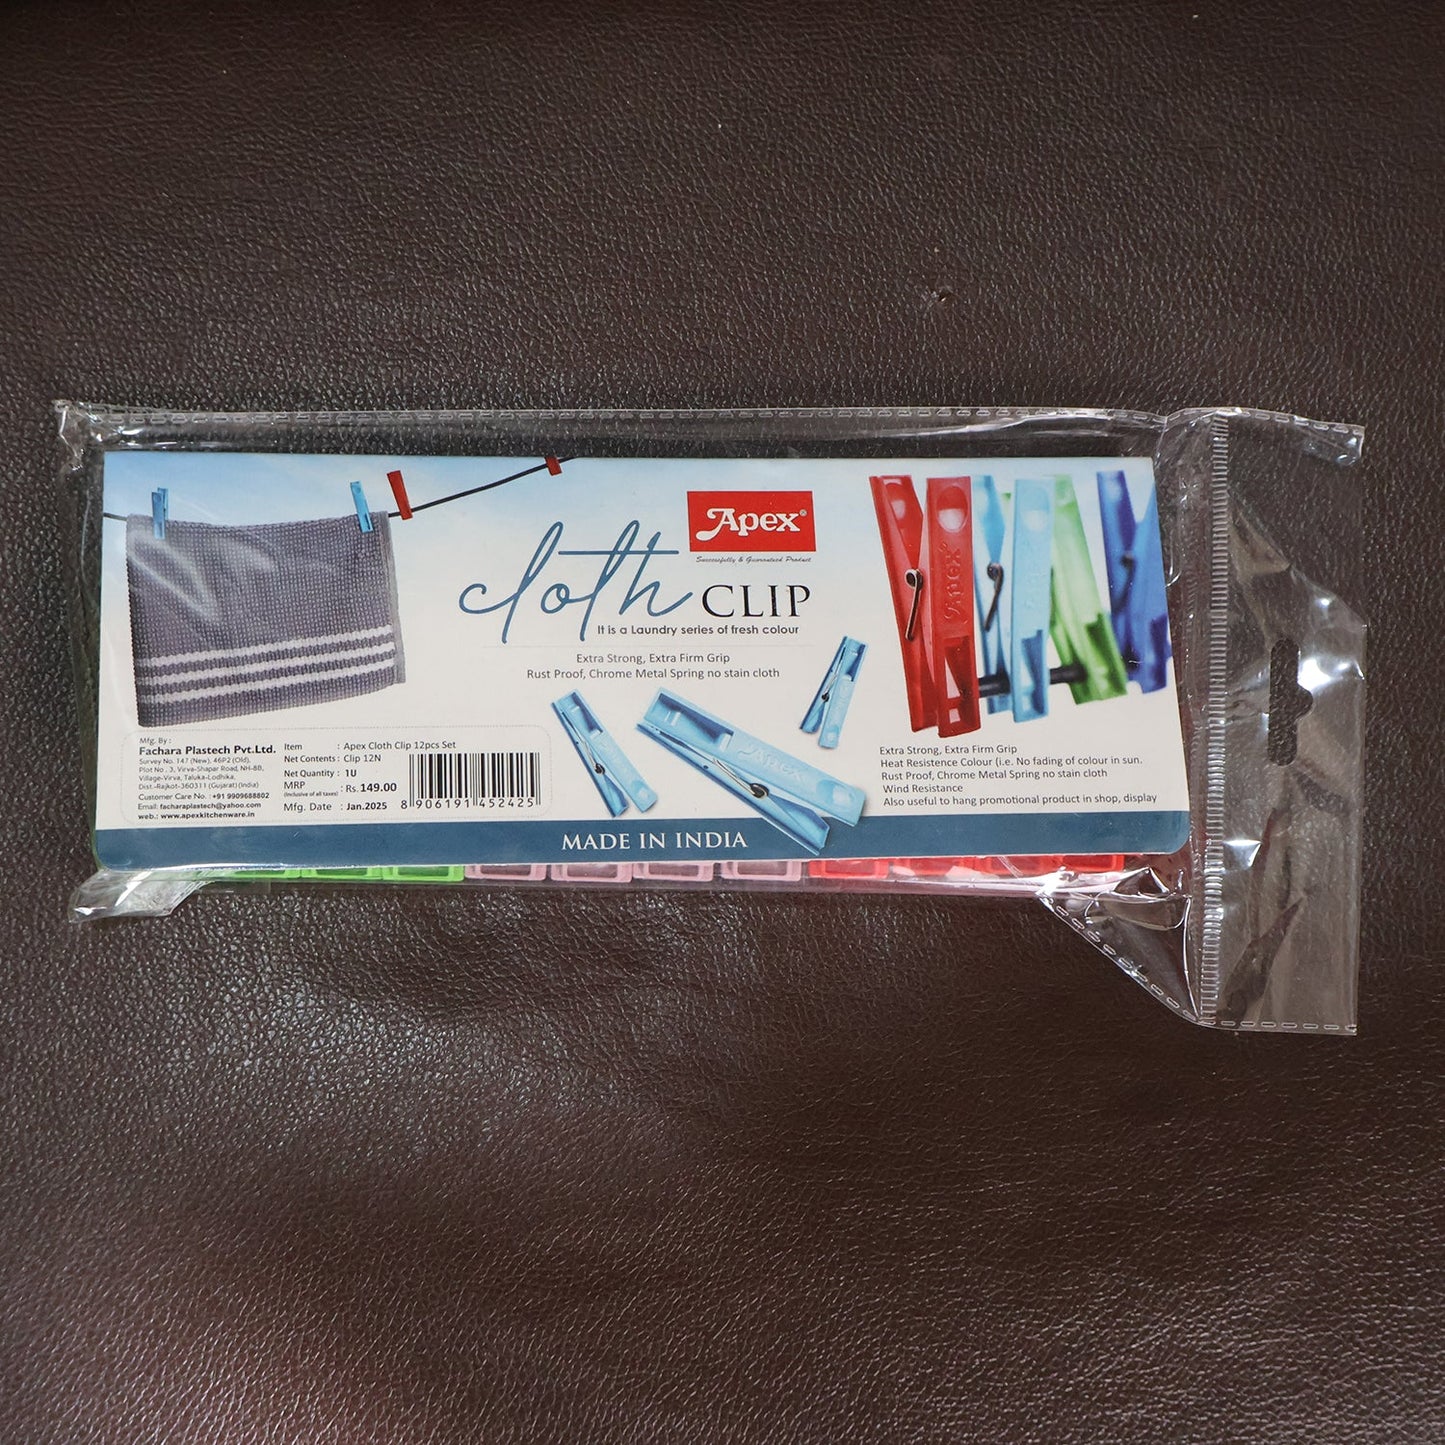 Apex®
Successfully & Guaranteed Product
cloth CLIP
It is a Laundry series of fresh colour
Extra Strong, Extra Firm Grip
Rust Proof, Chrome Metal Spring no stain cloth
Apex
Apex
Mfg. By :
Fachara Plastech Pvt.Ltd.
Survey No. 147 (New), 46P2 (Old),
Plot No . 3, Virva-Shapar Road, NH-8B,
Village-Virva, Taluka-Lodhika,
Dist.-Rajkot-360311 (Gujarat) (India)
Customer Care No. : +91 9909688802
Email: facharaplastech@yahoo.com
web.: www.apexkitchenware.in
Item : Apex Cloth Clip 12pcs Set
Net Contents : Clip 12N
Net Quantity : 1U
MRP : Rs. 149.00
(Inclusive of all taxes)
Mfg. Date : Jan.2025
8 906191 452425
Extra Strong, Extra Firm Grip
Heat Resistence Colour (i.e. No fading of colour in sun.
Rust Proof, Chrome Metal Spring no stain cloth
Wind Resistance
Also useful to hang promotional product in shop, display
MADE IN INDIA